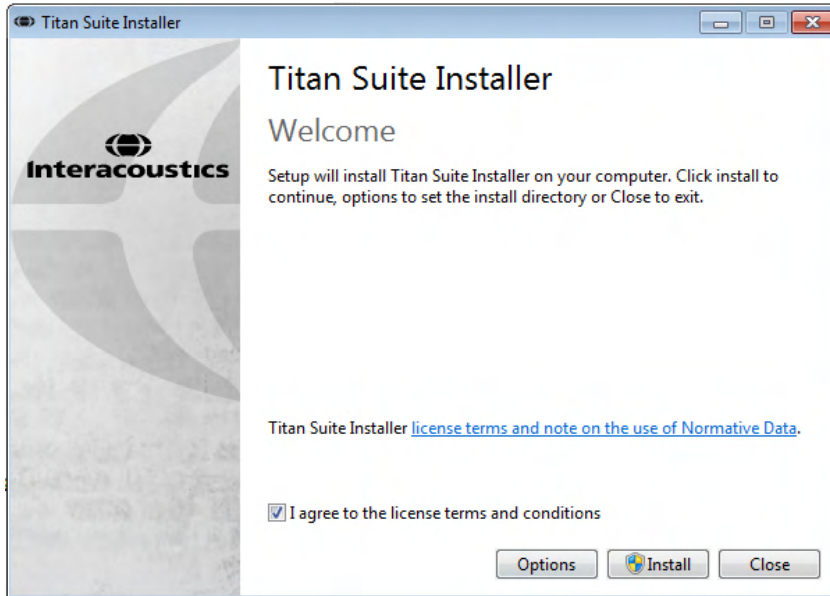 Titan Suite Installer
Titan Suite Installer
Welcome
Interacoustics
Setup will install Titan Suite Installer on your computer. Click install to
continue, options to set the install directory or Close to exit.
Titan Suite Installer license terms and note on the use of Normative Data.
I agree to the license terms and conditions
Options Install Close